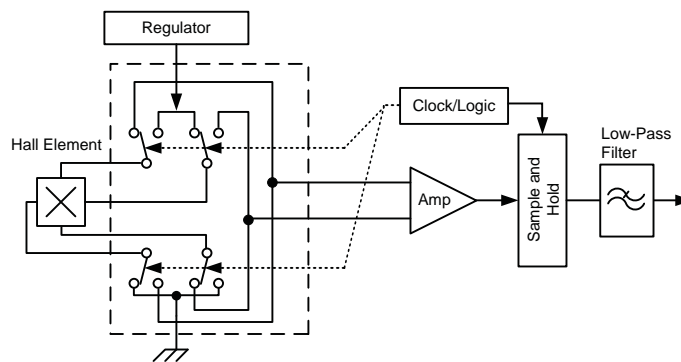 Regulator
Clock/Logic
Hall Element
Low-Pass
Filter
Amp
Sample and
Hold